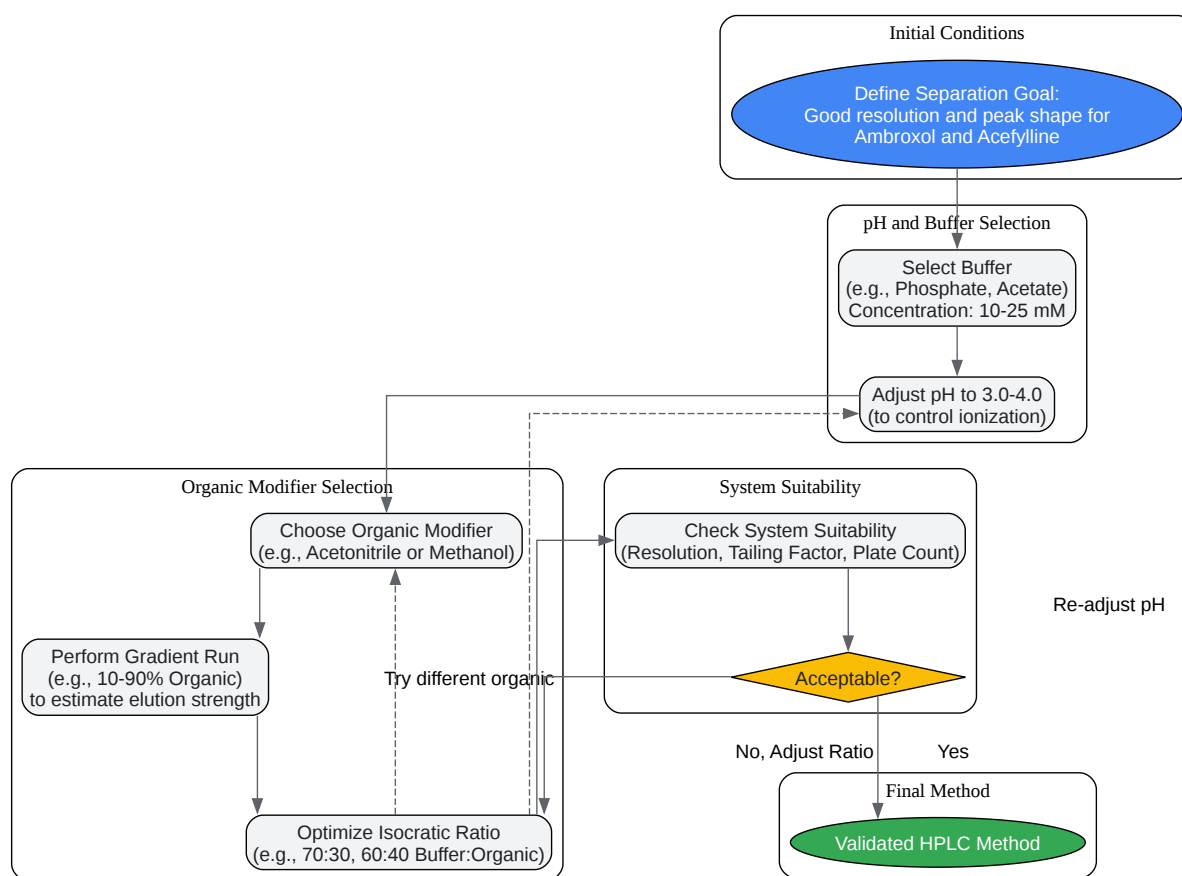 Initial Conditions
Define Separation Goal:
Good resolution and peak shape for
Ambroxol and Acefylline
pH and Buffer Selection
Select Buffer
(e.g., Phosphate, Acetate)
Concentration: 10-25 mM
Adjust pH to 3.0-4.0
(to control ionization)
Organic Modifier Selection
Choose Organic Modifier
(e.g., Acetonitrile or Methanol)
Perform Gradient Run
(e.g., 10-90% Organic)
to estimate elution strength
Optimize Isocratic Ratio
(e.g., 70:30, 60:40 Buffer:Organic)
Try different organic
System Suitability
Check System Suitability
(Resolution, Tailing Factor, Plate Count)
Acceptable?
Re-adjust pH
No, Adjust Ratio
Yes
Final Method
Validated HPLC Method